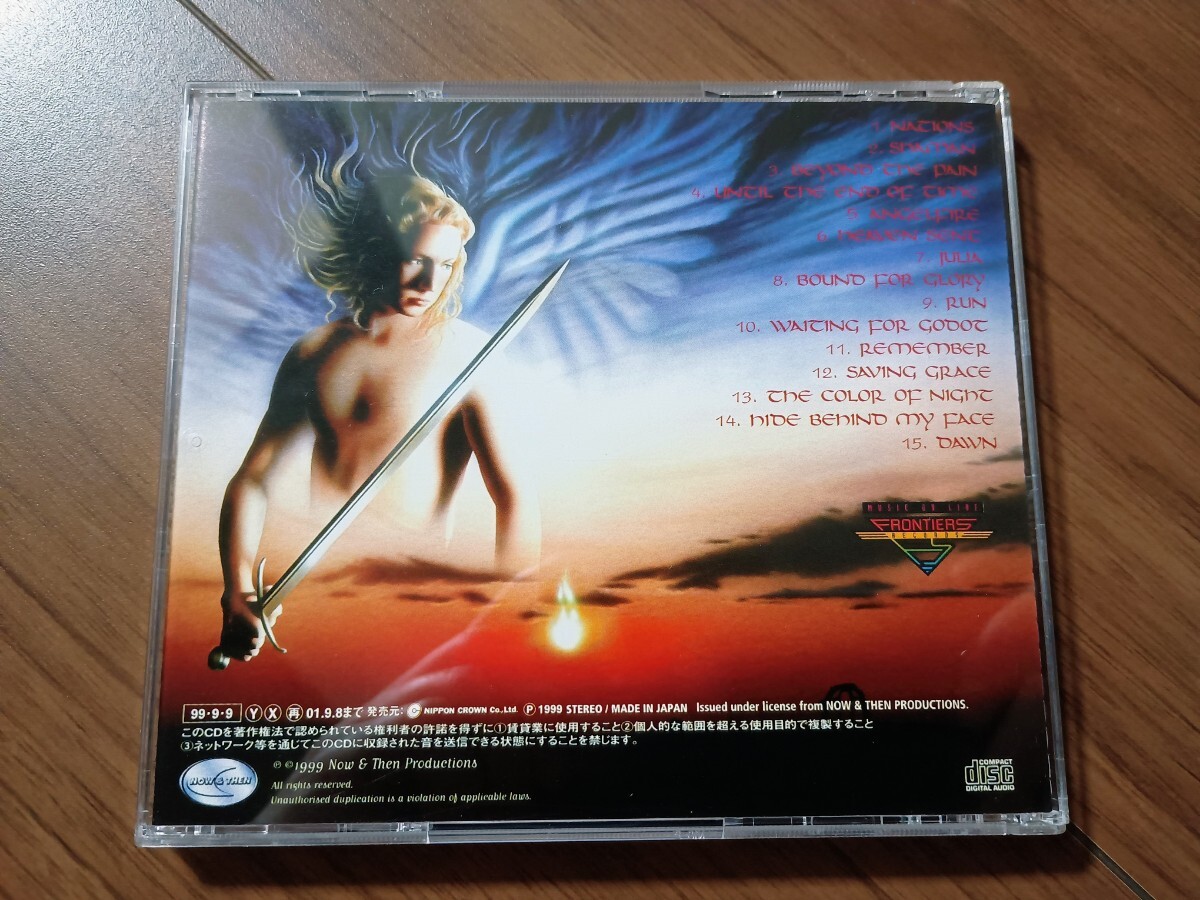 1. NATIONS
2. SPIRITMAN
3. BEYOND THE PAIN
4. UNTIL THE END OF TIME
5. ANGELFIRE
6. HEAVEN SENT
7. JULIA
8. BOUND FOR GLORY
9. RUN
10. WAITING FOR GODOT
11. REMEMBER
12. SAVING GRACE
13. THE COLOR OF NIGHT
14. HIDE BEHIND MY FACE
15. DAWN
MUSIC ON LINE
FRONTIERS
RECORDS
99・9・9 Ⓨ Ⓧ 再 01.9.8まで 発売元: NIPPON CROWN Co.,Ltd. Ⓟ 1999 STEREO / MADE IN JAPAN Issued under license from NOW & THEN PRODUCTIONS.
このCDを著作権法で認められている権利者の許諾を得ずに①賃貸業に使用すること②個人的な範囲を超える使用目的で複製すること
③ネットワーク等を通じてこのCDに収録された音を送信できる状態にすることを禁じます。
NOW & THEN
℗ ©1999 Now & Then Productions
All rights reserved.
Unauthorised duplication is a violation of applicable laws.
COMPACT
disc
DIGITAL AUDIO